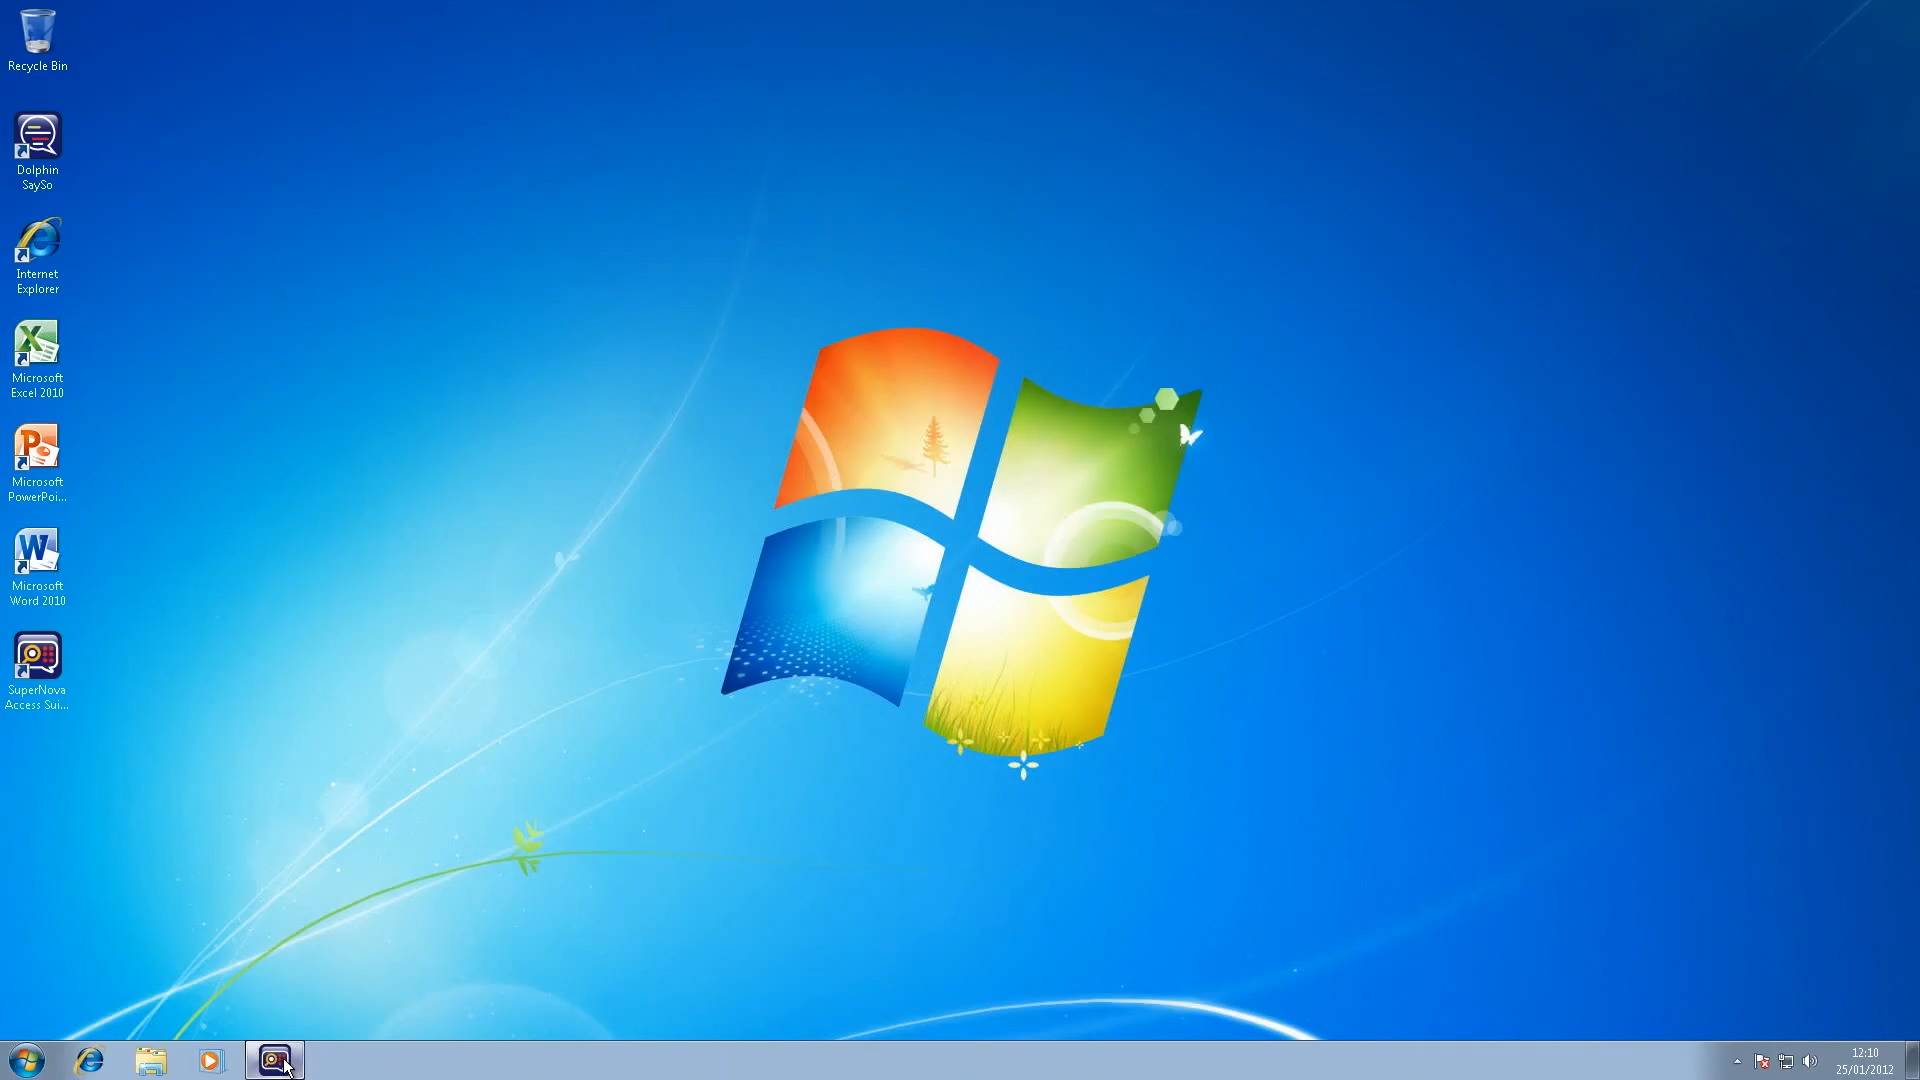 Recycle Bin
Dolphin
SaySo
Internet
Explorer
Microsoft
Excel 2010
Microsoft
PowerPoi...
Microsoft
Word 2010
SuperNova
Access Sui...
12:10
25/01/2012